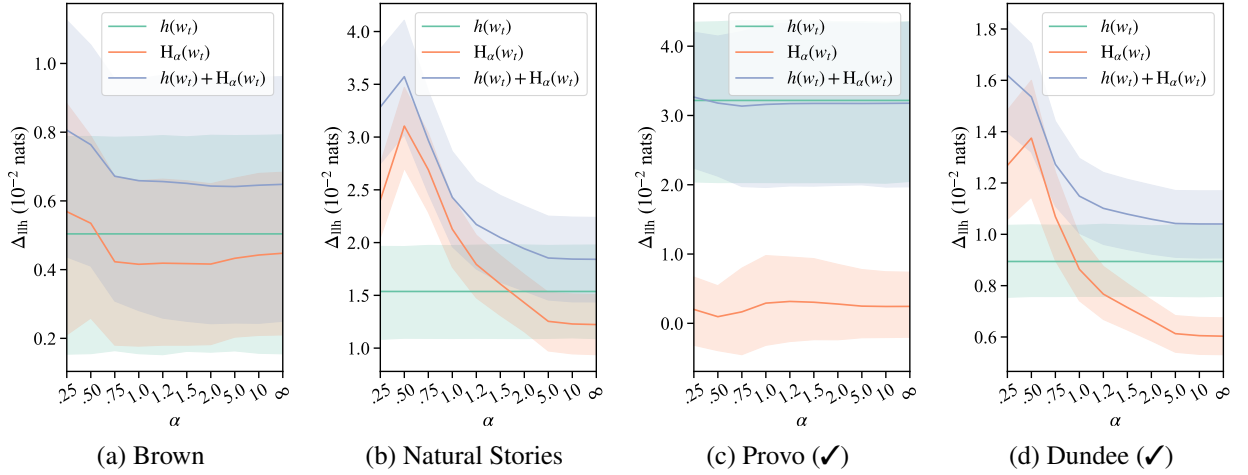 h(w_t)
H_α(w_t)
h(w_t) + H_α(w_t)
1.0
0.8
0.6
0.4
0.2
Δ_llh (10^-2 nats)
.25 .50 .75 1.0 1.2 1.5 2.0 5.0 10 ∞
α
(a) Brown
h(w_t)
H_α(w_t)
h(w_t) + H_α(w_t)
4.0
3.5
3.0
2.5
2.0
1.5
1.0
Δ_llh (10^-2 nats)
.25 .50 .75 1.0 1.2 1.5 2.0 5.0 10 ∞
α
(b) Natural Stories
h(w_t)
H_α(w_t)
h(w_t) + H_α(w_t)
4.0
3.0
2.0
1.0
0.0
Δ_llh (10^-2 nats)
.25 .50 .75 1.0 1.2 1.5 2.0 5.0 10 ∞
α
(c) Provo (✓)
h(w_t)
H_α(w_t)
h(w_t) + H_α(w_t)
1.8
1.6
1.4
1.2
1.0
0.8
0.6
Δ_llh (10^-2 nats)
.25 .50 .75 1.0 1.2 1.5 2.0 5.0 10 ∞
α
(d) Dundee (✓)